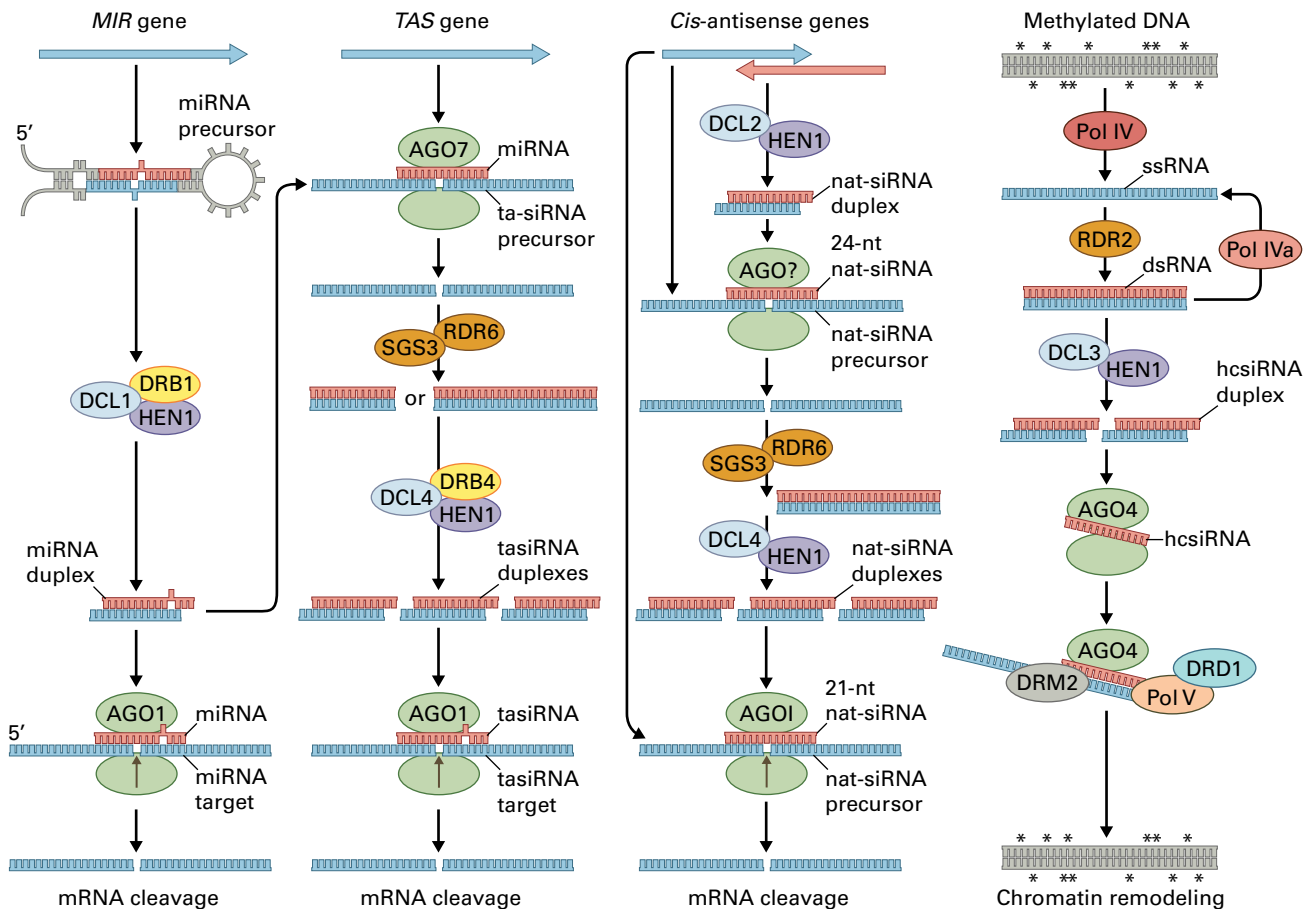 MIR gene
5′
miRNA
precursor
DCL1
DRB1
HEN1
miRNA
duplex
5′
AGO1
miRNA
miRNA
target
mRNA cleavage
TAS gene
AGO7
miRNA
ta-siRNA
precursor
SGS3
RDR6
or
DCL4
DRB4
HEN1
tasiRNA
duplexes
AGO1
tasiRNA
tasiRNA
target
mRNA cleavage
Cis-antisense genes
DCL2
HEN1
nat-siRNA
duplex
24-nt
nat-siRNA
AGO?
nat-siRNA
precursor
SGS3
RDR6
DCL4
HEN1
nat-siRNA
duplexes
21-nt
nat-siRNA
AGOI
nat-siRNA
precursor
mRNA cleavage
Methylated DNA
* * * ** *
* ** * * *
Pol IV
ssRNA
RDR2
Pol IVa
dsRNA
DCL3
HEN1
hcsiRNA
duplex
AGO4
hcsiRNA
AGO4
DRM2
Pol V
DRD1
* * * ** *
* ** * * *
Chromatin remodeling